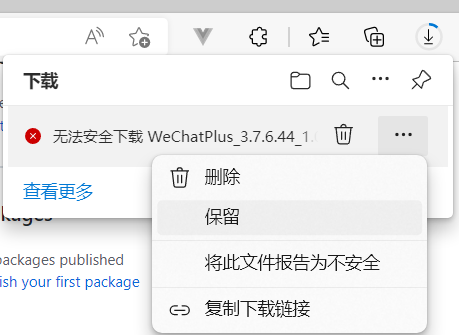 下载
无法安全下载 WeChatPlus_3.7.6.44_1.
查看更多
删除
保留
将此文件报告为不安全
复制下载链接
packages published
ish your first package